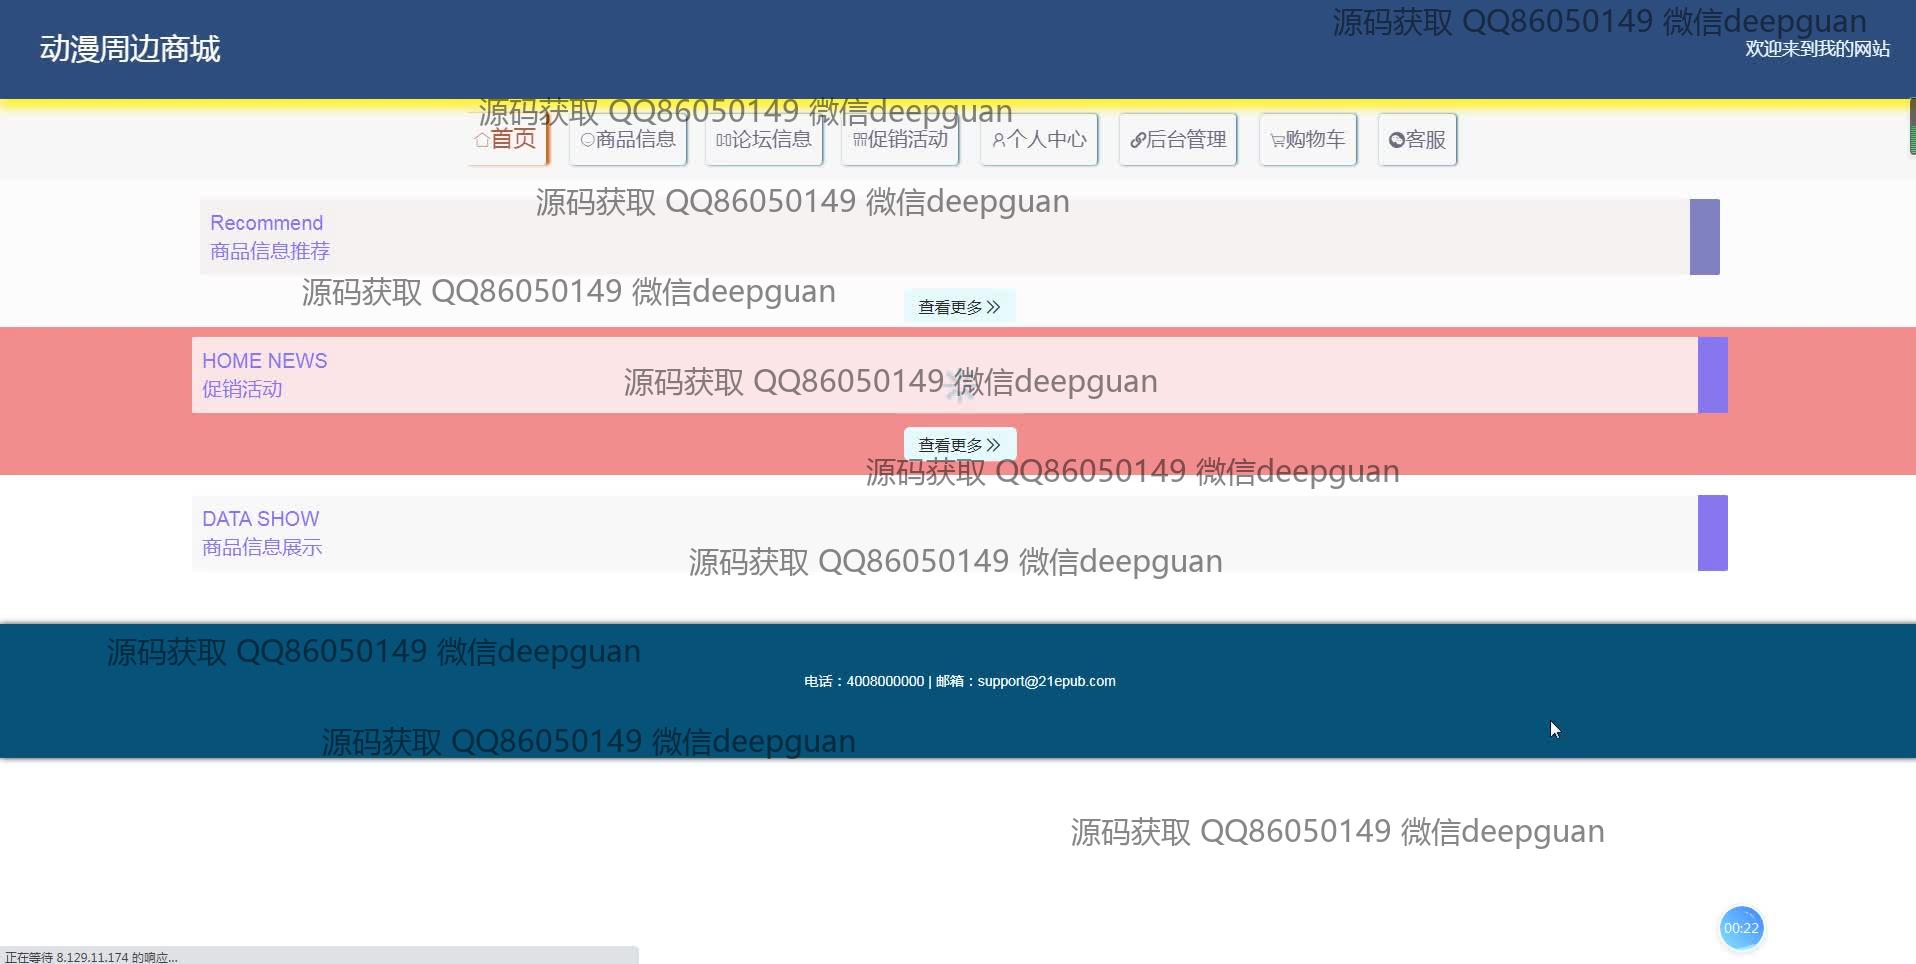 源码获取 QQ86050149 微信deepguan
动漫周边商城
欢迎来到我的网站
源码获取 QQ86050149 微信deepguan
首页
商品信息
论坛信息
促销活动
个人中心
后台管理
购物车
客服
源码获取 QQ86050149 微信deepguan
Recommend
商品信息推荐
源码获取 QQ86050149 微信deepguan
查看更多
HOME NEWS
促销活动
源码获取 QQ86050149 微信deepguan
查看更多
源码获取 QQ86050149 微信deepguan
DATA SHOW
商品信息展示
源码获取 QQ86050149 微信deepguan
源码获取 QQ86050149 微信deepguan
电话：4008000000 | 邮箱：support@21epub.com
源码获取 QQ86050149 微信deepguan
源码获取 QQ86050149 微信deepguan
00:22
正在等待 8.129.11.174 的响应...